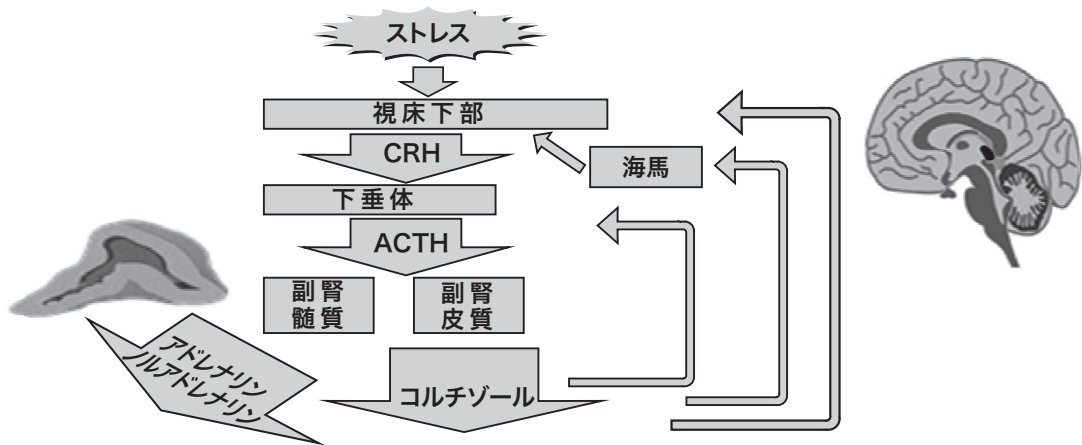 ストレス
視床下部
CRH
海馬
下垂体
ACTH
副腎
髄質
副腎
皮質
アドレナリン
ノルアドレナリン
コルチゾール